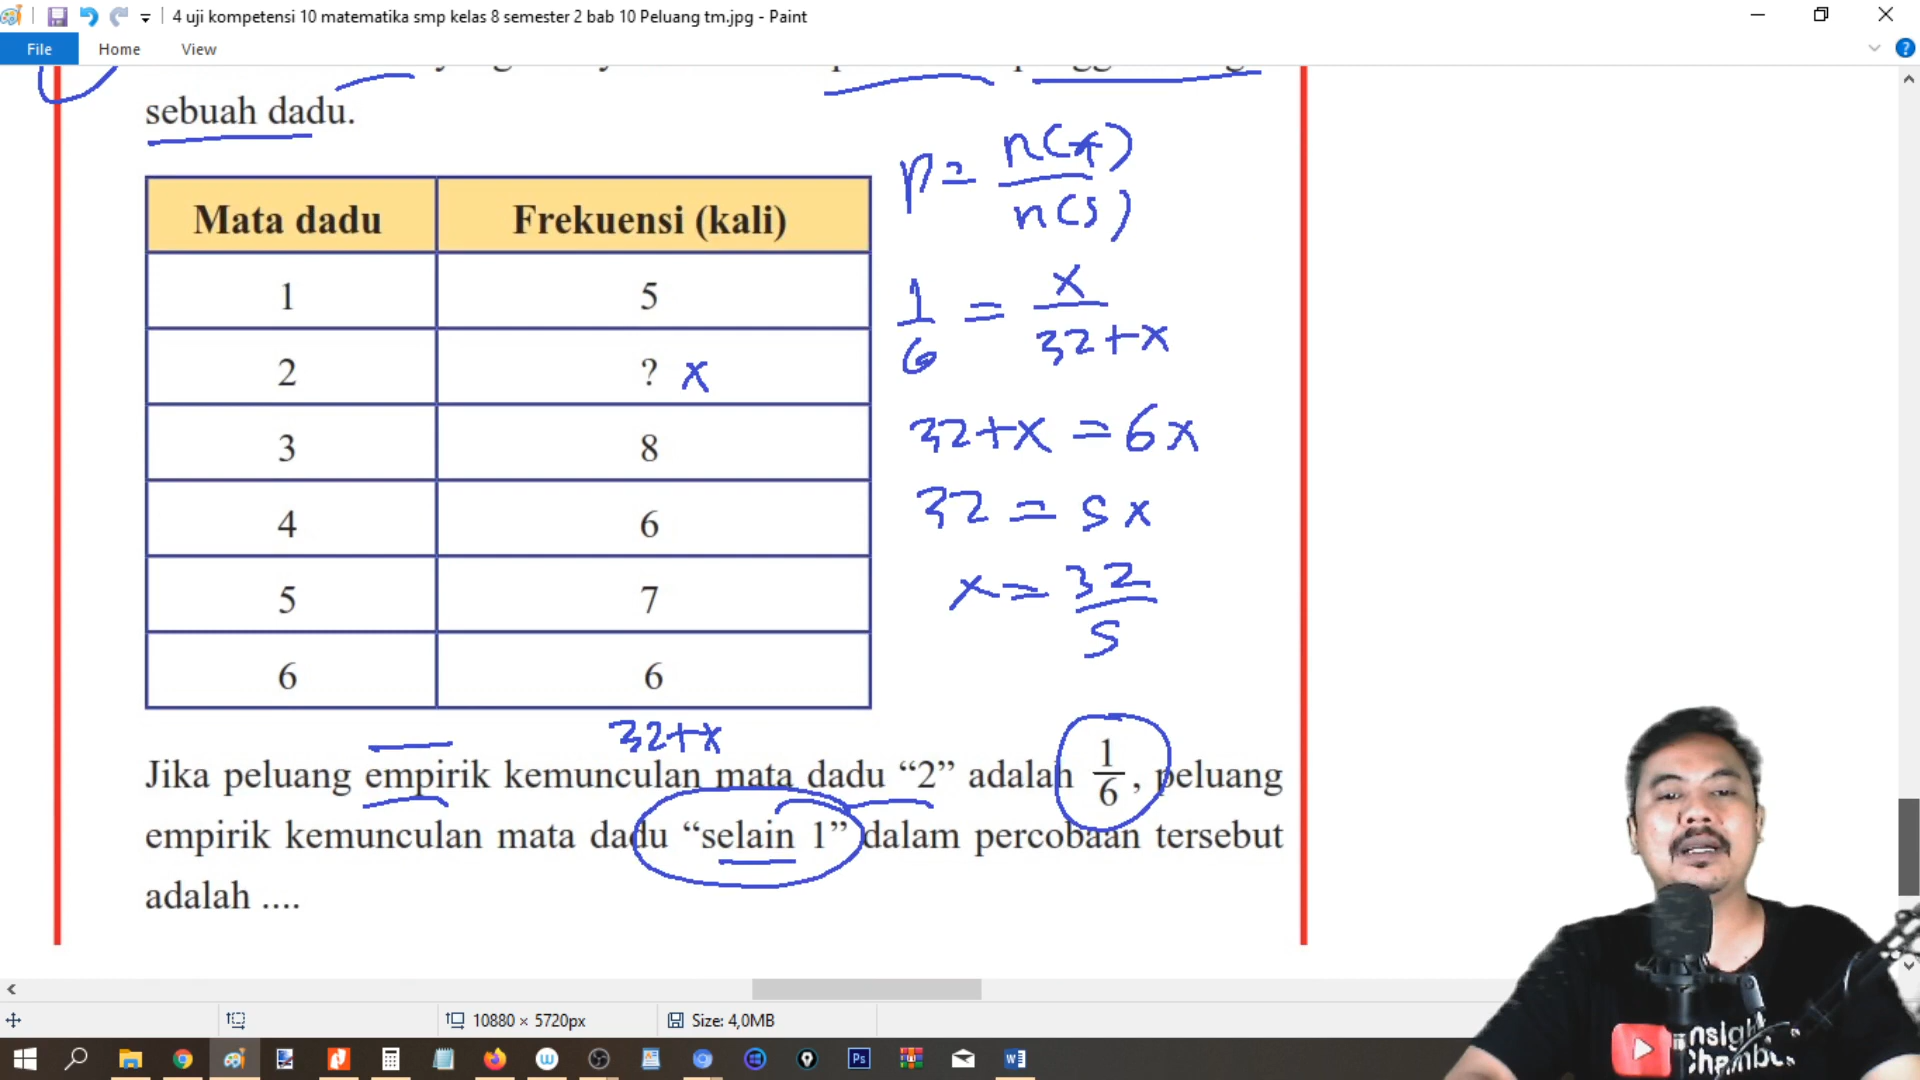 4 uji kompetensi 10 matematika smp kelas 8 semester 2 bab 10 Peluang tm.jpg - Paint
File Home View
sebuah dadu.
Mata dadu Frekuensi (kali)
1 5
2 ? x
3 8
4 6
5 7
6 6
32+x
p = n(A) / n(S)
1/6 = x / 32+x
32+x = 6x
32 = 5x
x = 32/5
Jika peluang empirik kemunculan mata dadu “2” adalah 1/6, peluang
empirik kemunculan mata dadu “selain 1” dalam percobaan tersebut
adalah ....
10880 × 5720px
Size: 4,0MB